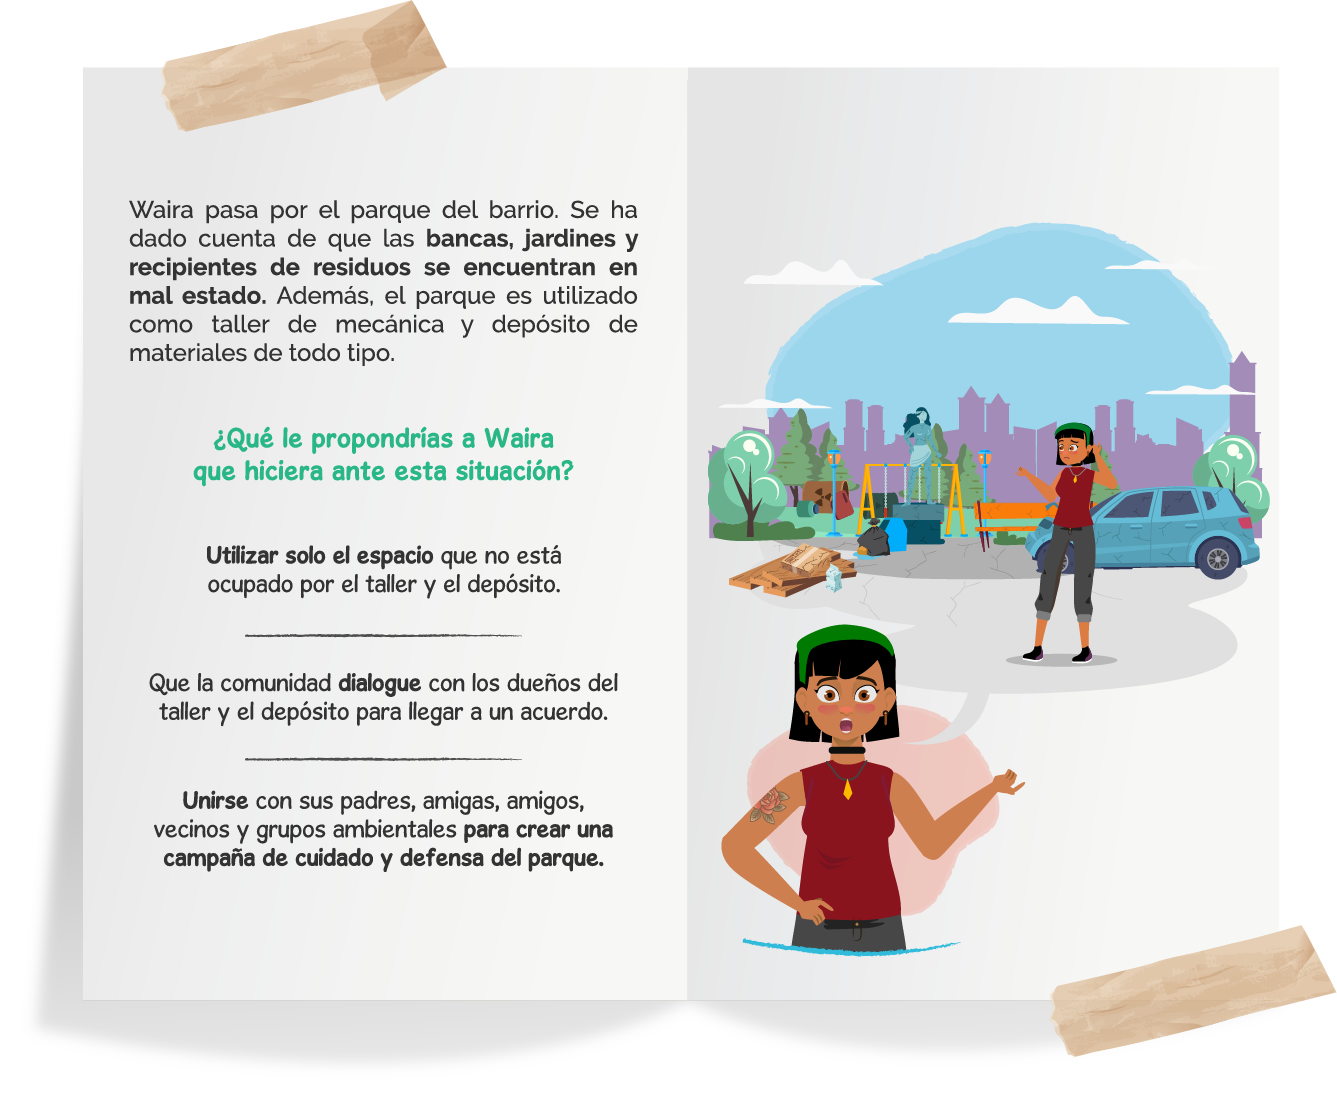 Waira pasa por el parque del barrio. Se ha
dado cuenta de que las bancas, jardines y
recipientes de residuos se encuentran en
mal estado. Además, el parque es utilizado
como taller de mecánica y depósito de
materiales de todo tipo.
¿Qué le propondrías a Waira
que hiciera ante esta situación?
Utilizar solo el espacio que no está
ocupado por el taller y el depósito.
Que la comunidad dialogue con los dueños del
taller y el depósito para llegar a un acuerdo.
Unirse con sus padres, amigas, amigos,
vecinos y grupos ambientales para crear una
campaña de cuidado y defensa del parque.